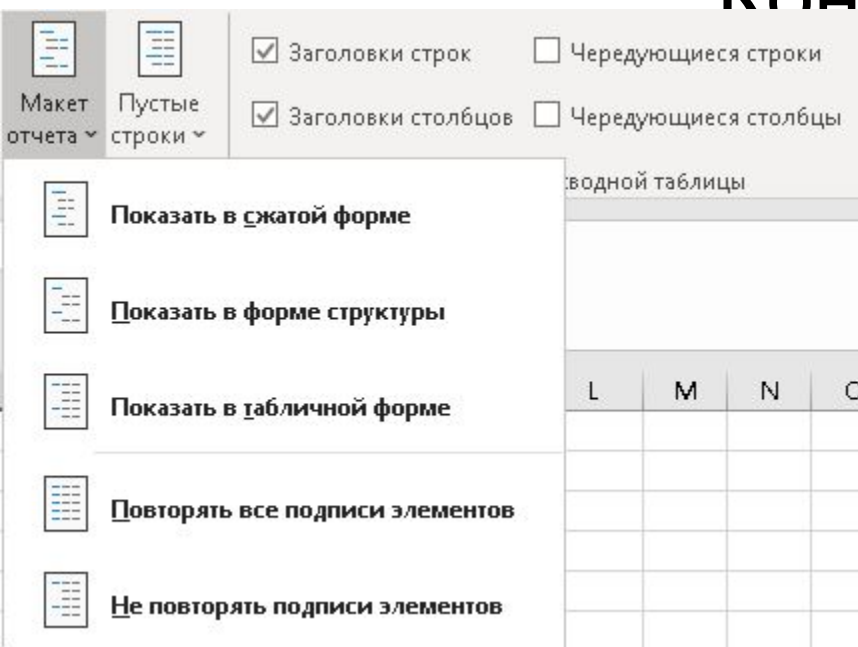 Макет
отчета
Пустые
строки
Заголовки строк
Чередующиеся строки
Заголовки столбцов
Чередующиеся столбцы
водной таблицы
Показать в сжатой форме
Показать в форме структуры
Показать в табличной форме
Повторять все подписи элементов
Не повторять подписи элементов
L M N